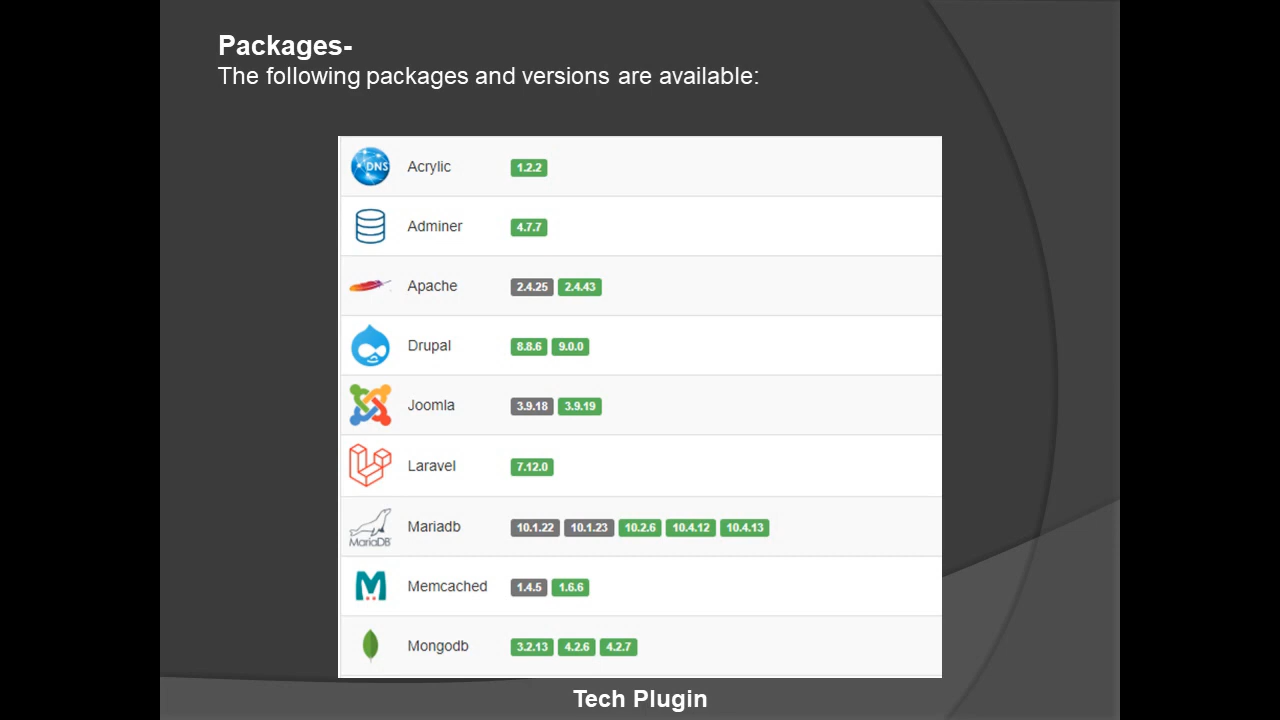 Packages-
The following packages and versions are available:
DNS Acrylic 1.2.2
Adminer 4.7.7
Apache 2.4.25 2.4.43
Drupal 8.8.6 9.0.0
Joomla 3.9.18 3.9.19
Laravel 7.12.0
MariaDB Mariadb 10.1.22 10.1.23 10.2.6 10.4.12 10.4.13
Memcached 1.4.5 1.6.6
Mongodb 3.2.13 4.2.6 4.2.7
Tech Plugin